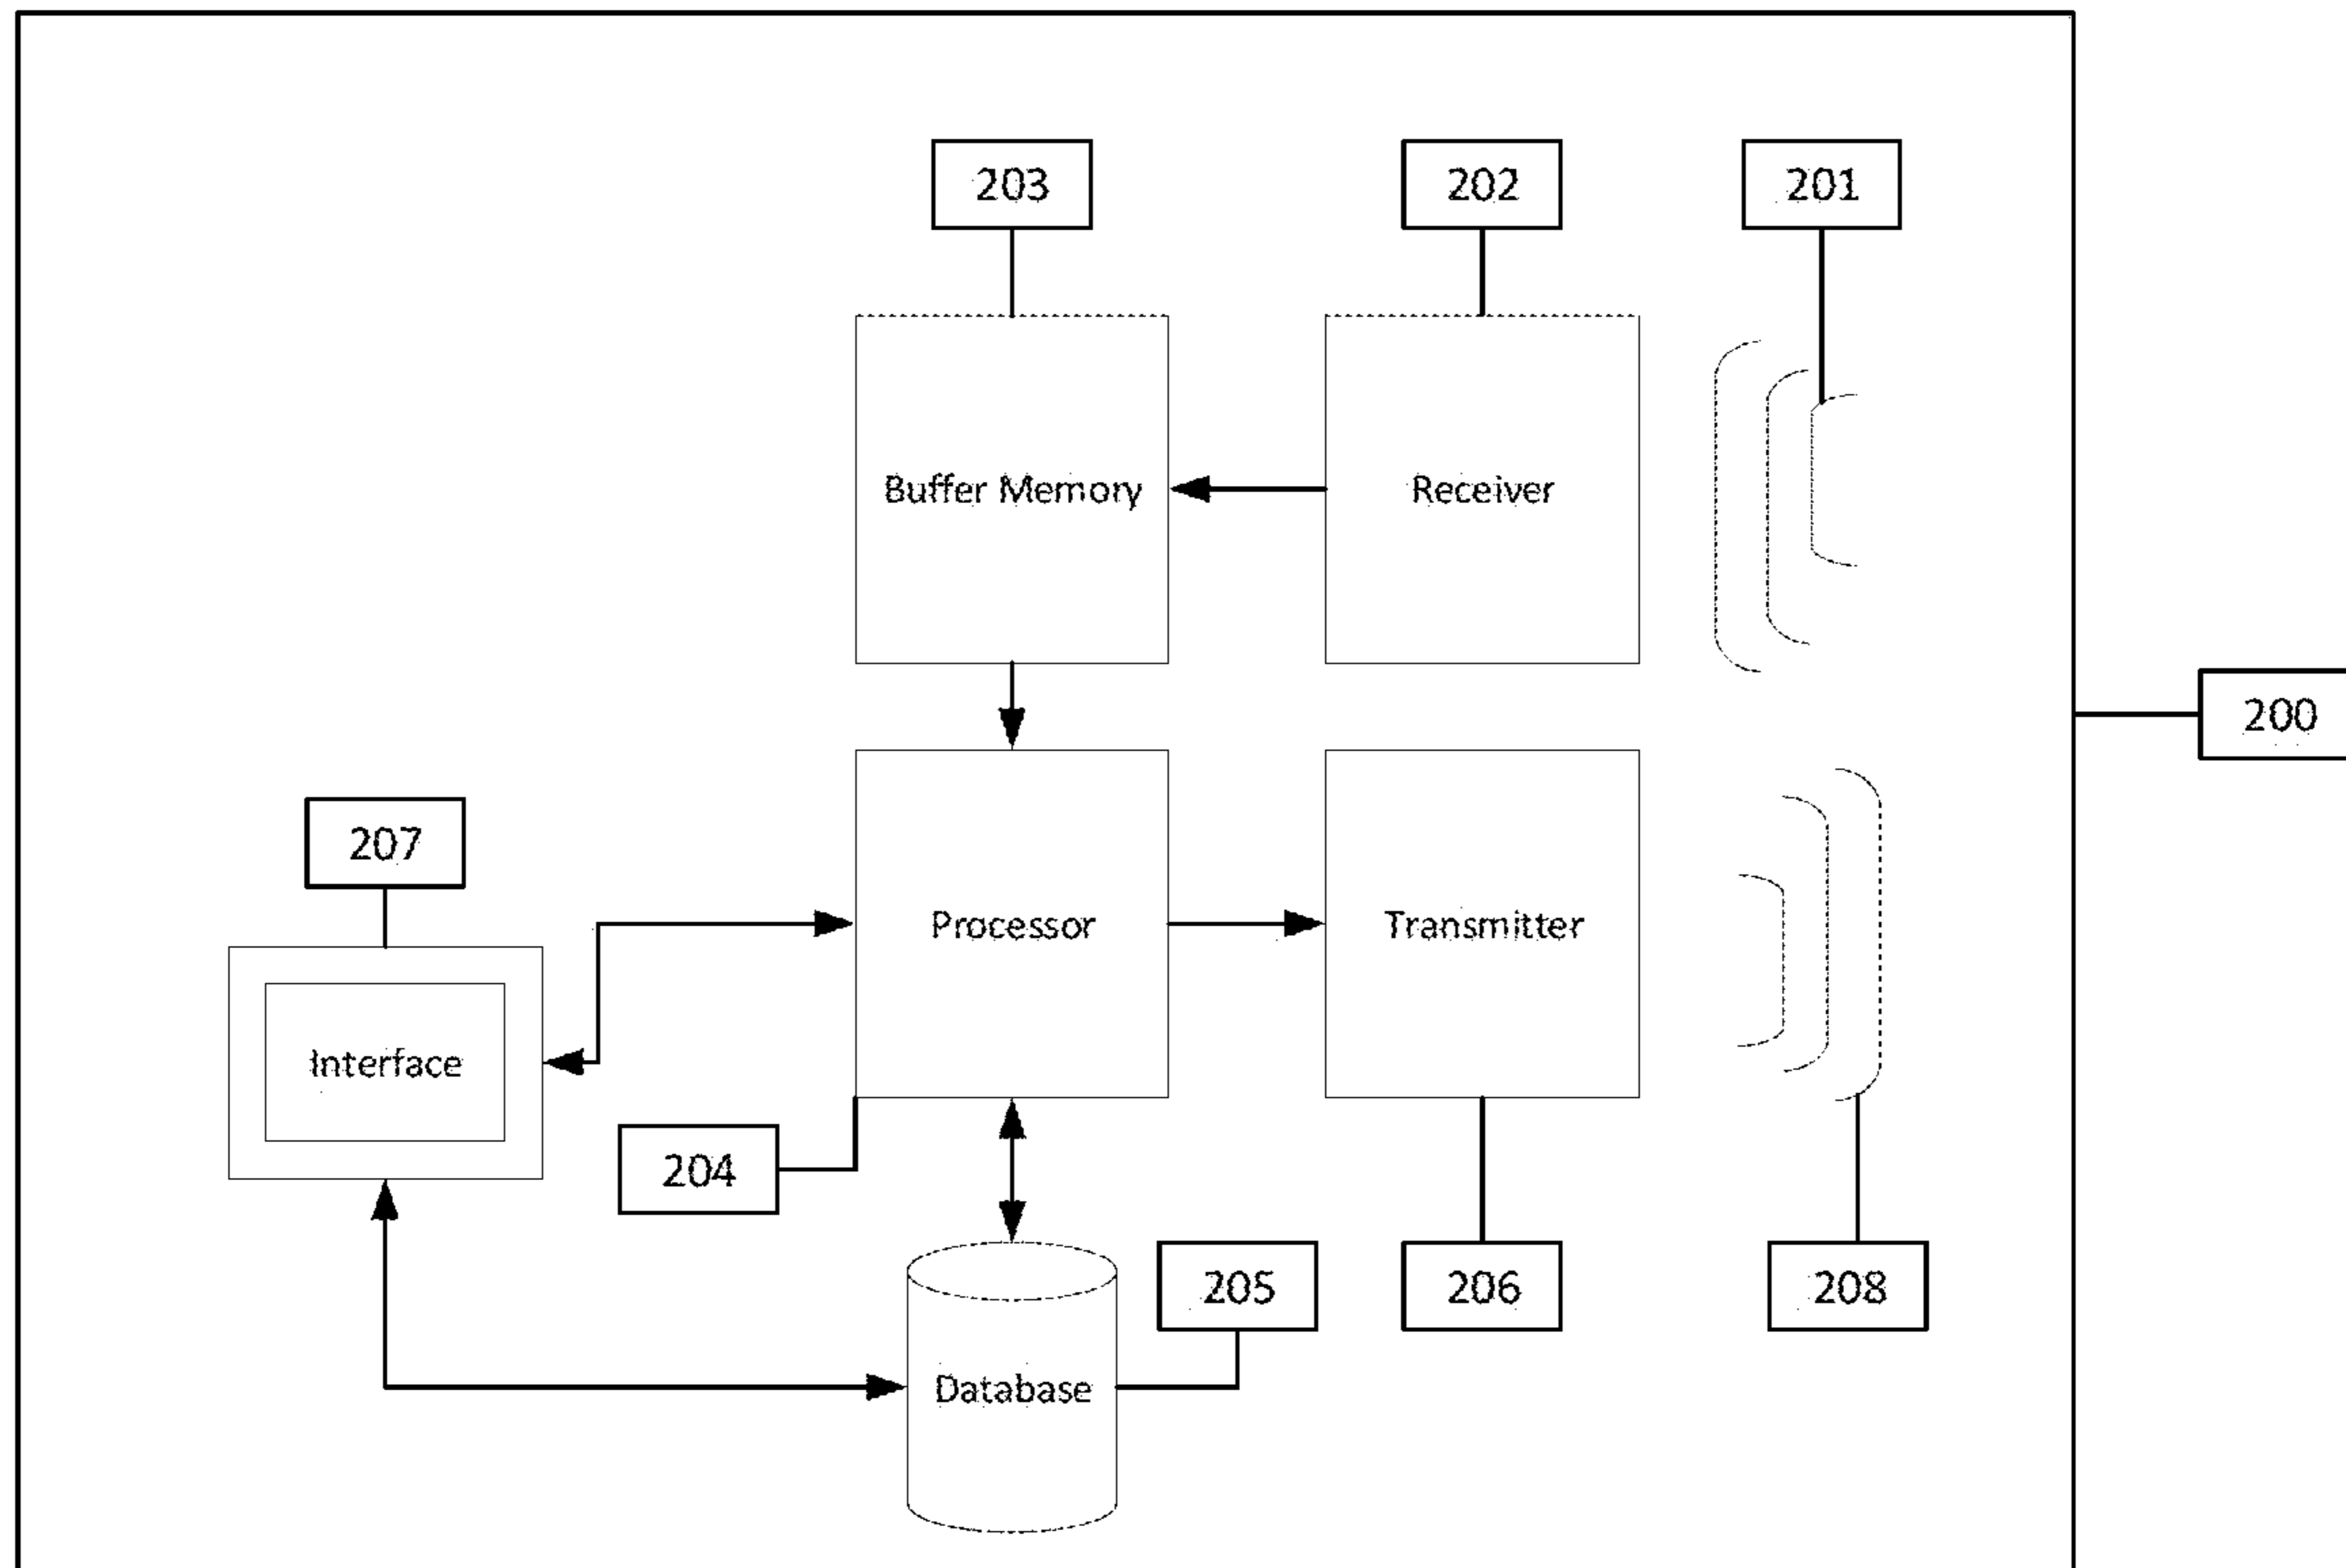 203
202
201
Buffer Memory
Receiver
200
207
Processor
Transmitter
Interface
204
205
206
208
Database